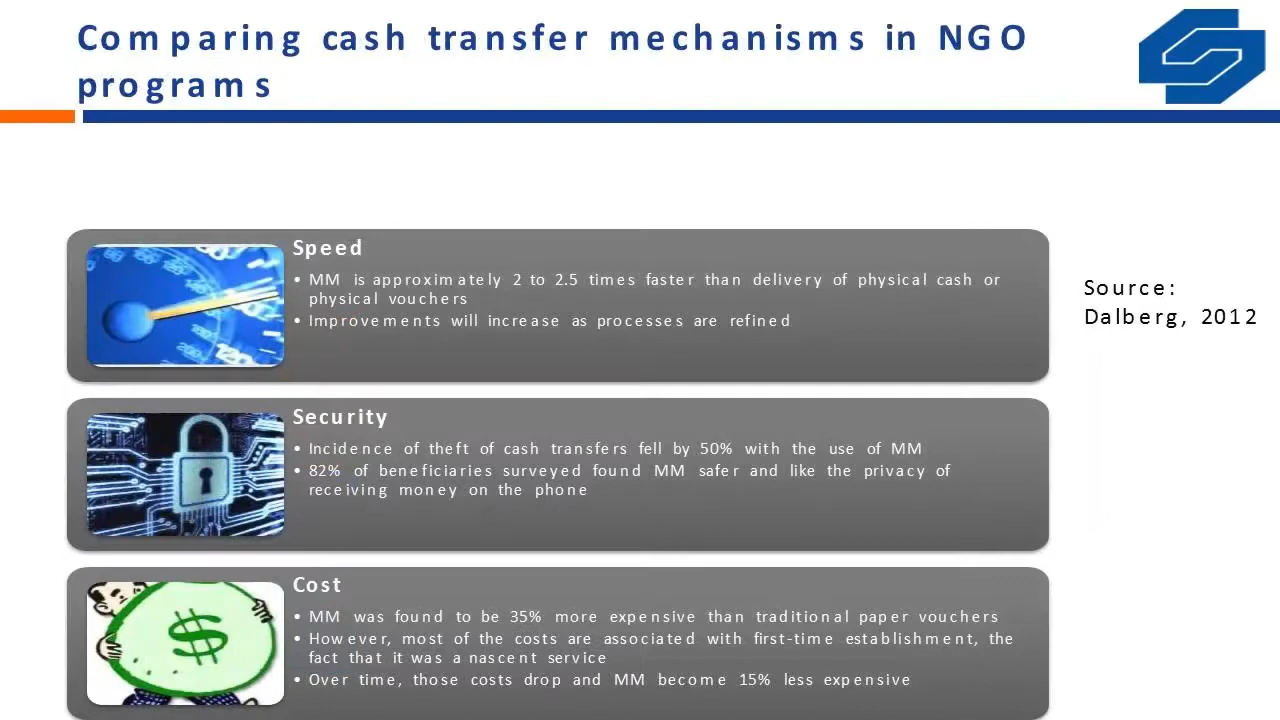 Comparing cash transfer mechanisms in NGO
programs
Speed
• MM is approximately 2 to 2.5 times faster than delivery of physical cash or
physical vouchers
• Improvements will increase as processes are refined
Source:
Dalberg, 2012
Security
• Incidence of theft of cash transfers fell by 50% with the use of MM
• 82% of beneficiaries surveyed found MM safer and like the privacy of
receiving money on the phone
Cost
• MM was found to be 35% more expensive than traditional paper vouchers
• However, most of the costs are associated with first-time establishment, the
fact that it was a nascent service
• Over time, those costs drop and MM become 15% less expensive